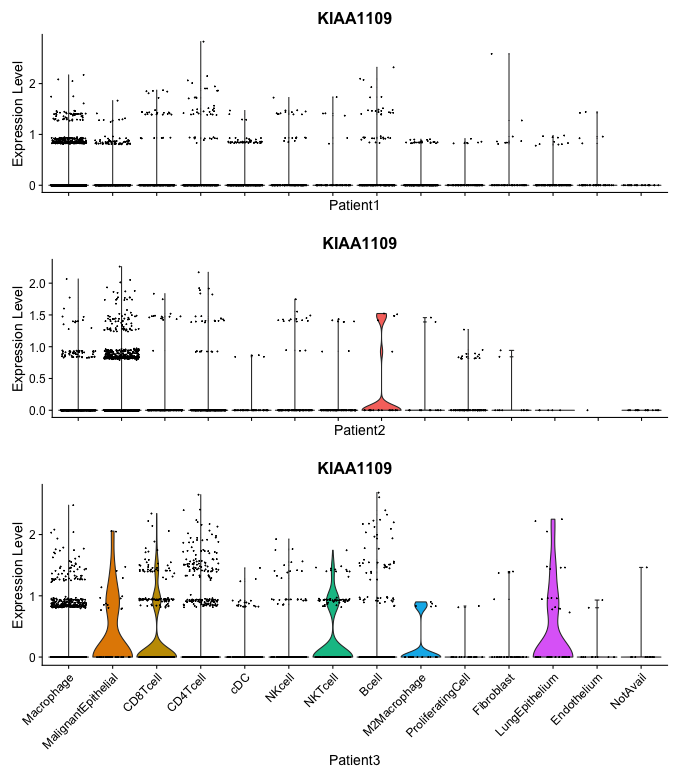 KIAA1109
Expression Level
2
1
0
Patient1
KIAA1109
Expression Level
2.0
1.5
1.0
0.5
0.0
Patient2
KIAA1109
Expression Level
2
1
0
Macrophage
MalignantEpithelial
CD8Tcell
CD4Tcell
cDC
NKcell
NKTcell
Bcell
M2Macrophage
ProliferatingCell
Fibroblast
LungEpithelium
Endothelium
NotAvail
Patient3